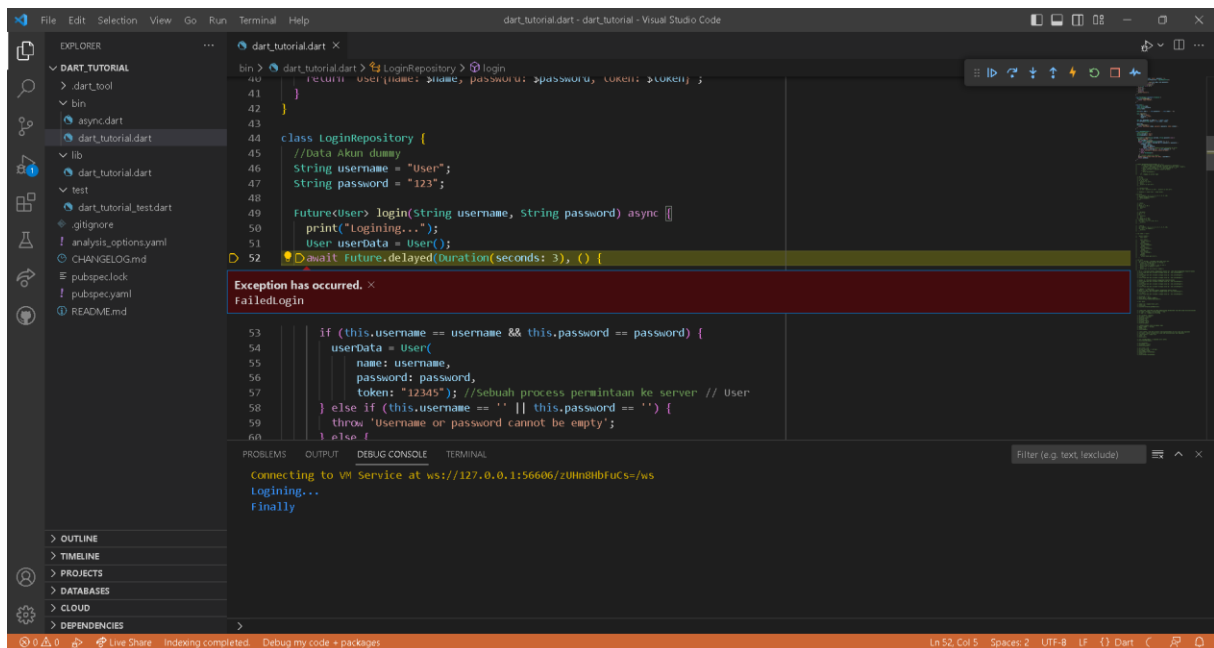 File Edit Selection View Go Run Terminal Help
dart_tutorial.dart - dart_tutorial - Visual Studio Code
EXPLORER
DART_TUTORIAL
.dart_tool
bin
async.dart
dart_tutorial.dart
lib
dart_tutorial.dart
test
dart_tutorial_test.dart
.gitignore
analysis_options.yaml
CHANGELOG.md
pubspec.lock
pubspec.yaml
README.md
OUTLINE
TIMELINE
PROJECTS
DATABASES
CLOUD
DEPENDENCIES
1
dart_tutorial.dart
bin > dart_tutorial.dart > LoginRepository > login
40 return 'User{name: $name, password: $password, token: $token}';
41 }
42 }
43
44 class LoginRepository {
45 //Data Akun dummy
46 String username = "User";
47 String password = "123";
48
49 Future<User> login(String username, String password) async {
50 print("Logining...");
51 User userData = User();
52 await Future.delayed(Duration(seconds: 3), () {
Exception has occurred.
FailedLogin
53 if (this.username == username && this.password == password) {
54 userData = User(
55 name: username,
56 password: password,
57 token: "12345"); //Sebuah process permintaan ke server // User
58 } else if (this.username == '' || this.password == '') {
59 throw 'Username or password cannot be empty';
60 } else {
PROBLEMS OUTPUT DEBUG CONSOLE TERMINAL
Filter (e.g. text, !exclude)
Connecting to VM Service at ws://127.0.0.1:56606/zUHn8HbFuCs=/ws
Logining...
Finally
>
0 0 Live Share Indexing completed. Debug my code + packages
Ln 52, Col 5 Spaces: 2 UTF-8 LF {} Dart